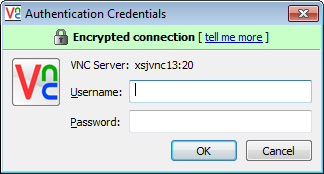 Authentication Credentials
Encrypted connection [ tell me more ]
VNC Server: xsjvnc13:20
Username:
Password:
OK Cancel